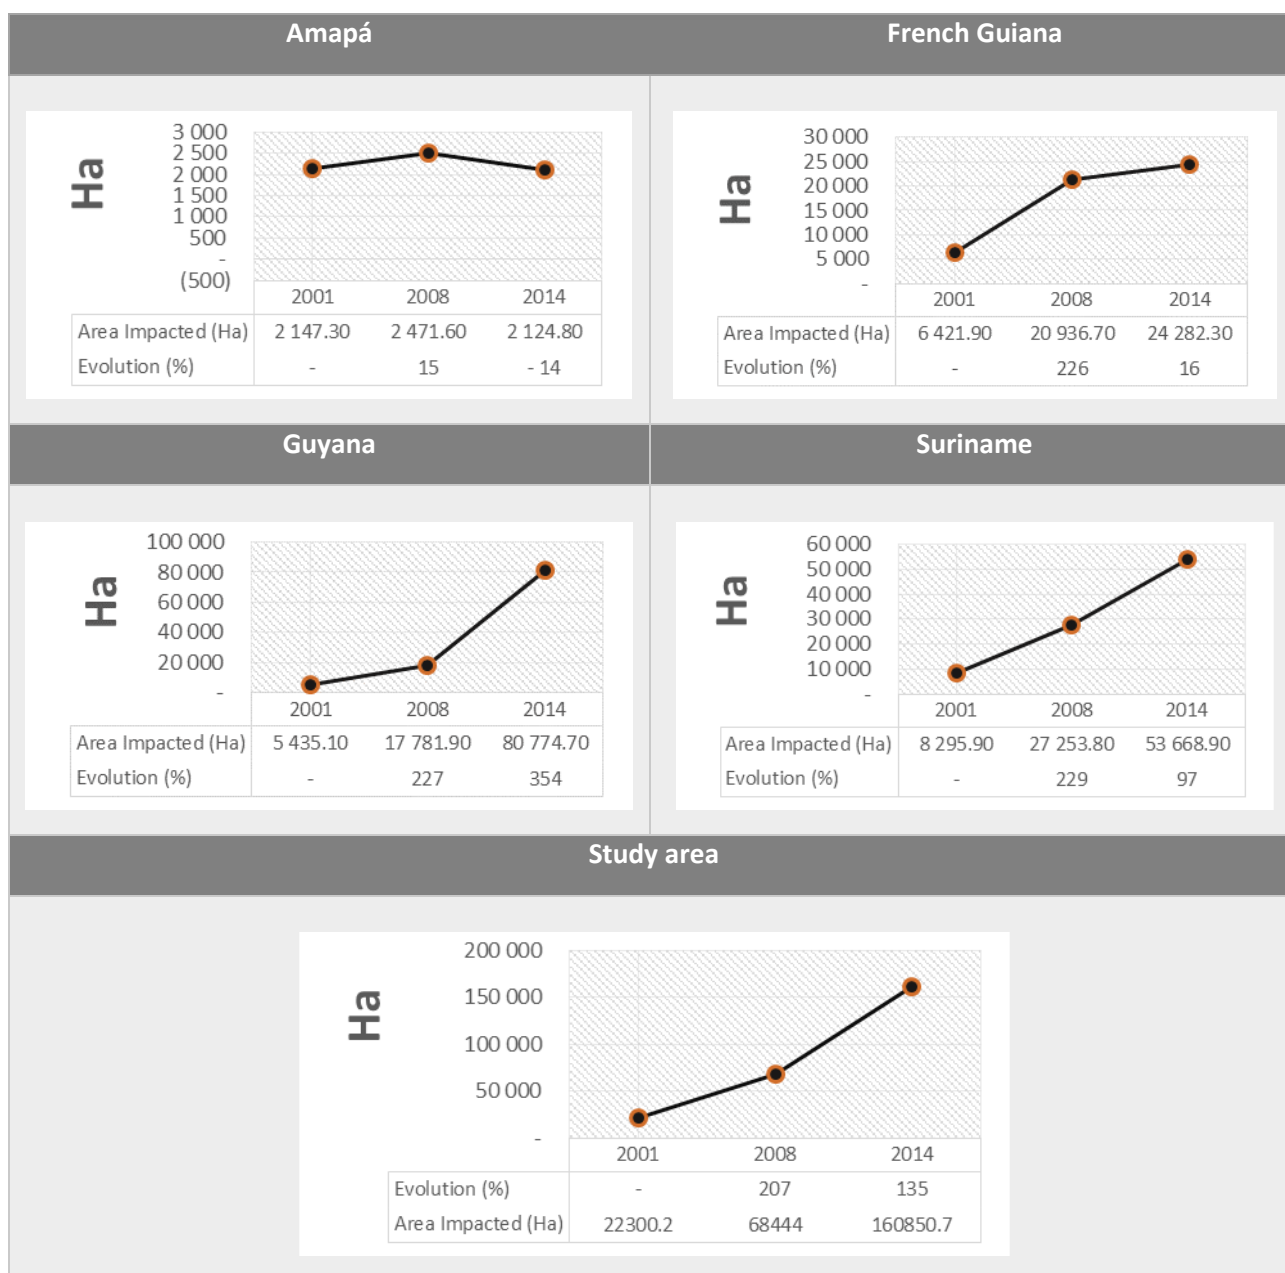 Amapá
French Guiana
Ha
3 000
2 500
2 000
1 500
1 000
500
-
(500)
2001 2008 2014
Area Impacted (Ha) 2 147.30 2 471.60 2 124.80
Evolution (%) - 15 - 14
Ha
30 000
25 000
20 000
15 000
10 000
5 000
-
2001 2008 2014
Area Impacted (Ha) 6 421.90 20 936.70 24 282.30
Evolution (%) - 226 16
Guyana
Suriname
Ha
100 000
80 000
60 000
40 000
20 000
-
2001 2008 2014
Area Impacted (Ha) 5 435.10 17 781.90 80 774.70
Evolution (%) - 227 354
Ha
60 000
50 000
40 000
30 000
20 000
10 000
-
2001 2008 2014
Area Impacted (Ha) 8 295.90 27 253.80 53 668.90
Evolution (%) - 229 97
Study area
Ha
200 000
150 000
100 000
50 000
-
2001 2008 2014
Evolution (%) - 207 135
Area Impacted (Ha) 22300.2 68444 160850.7